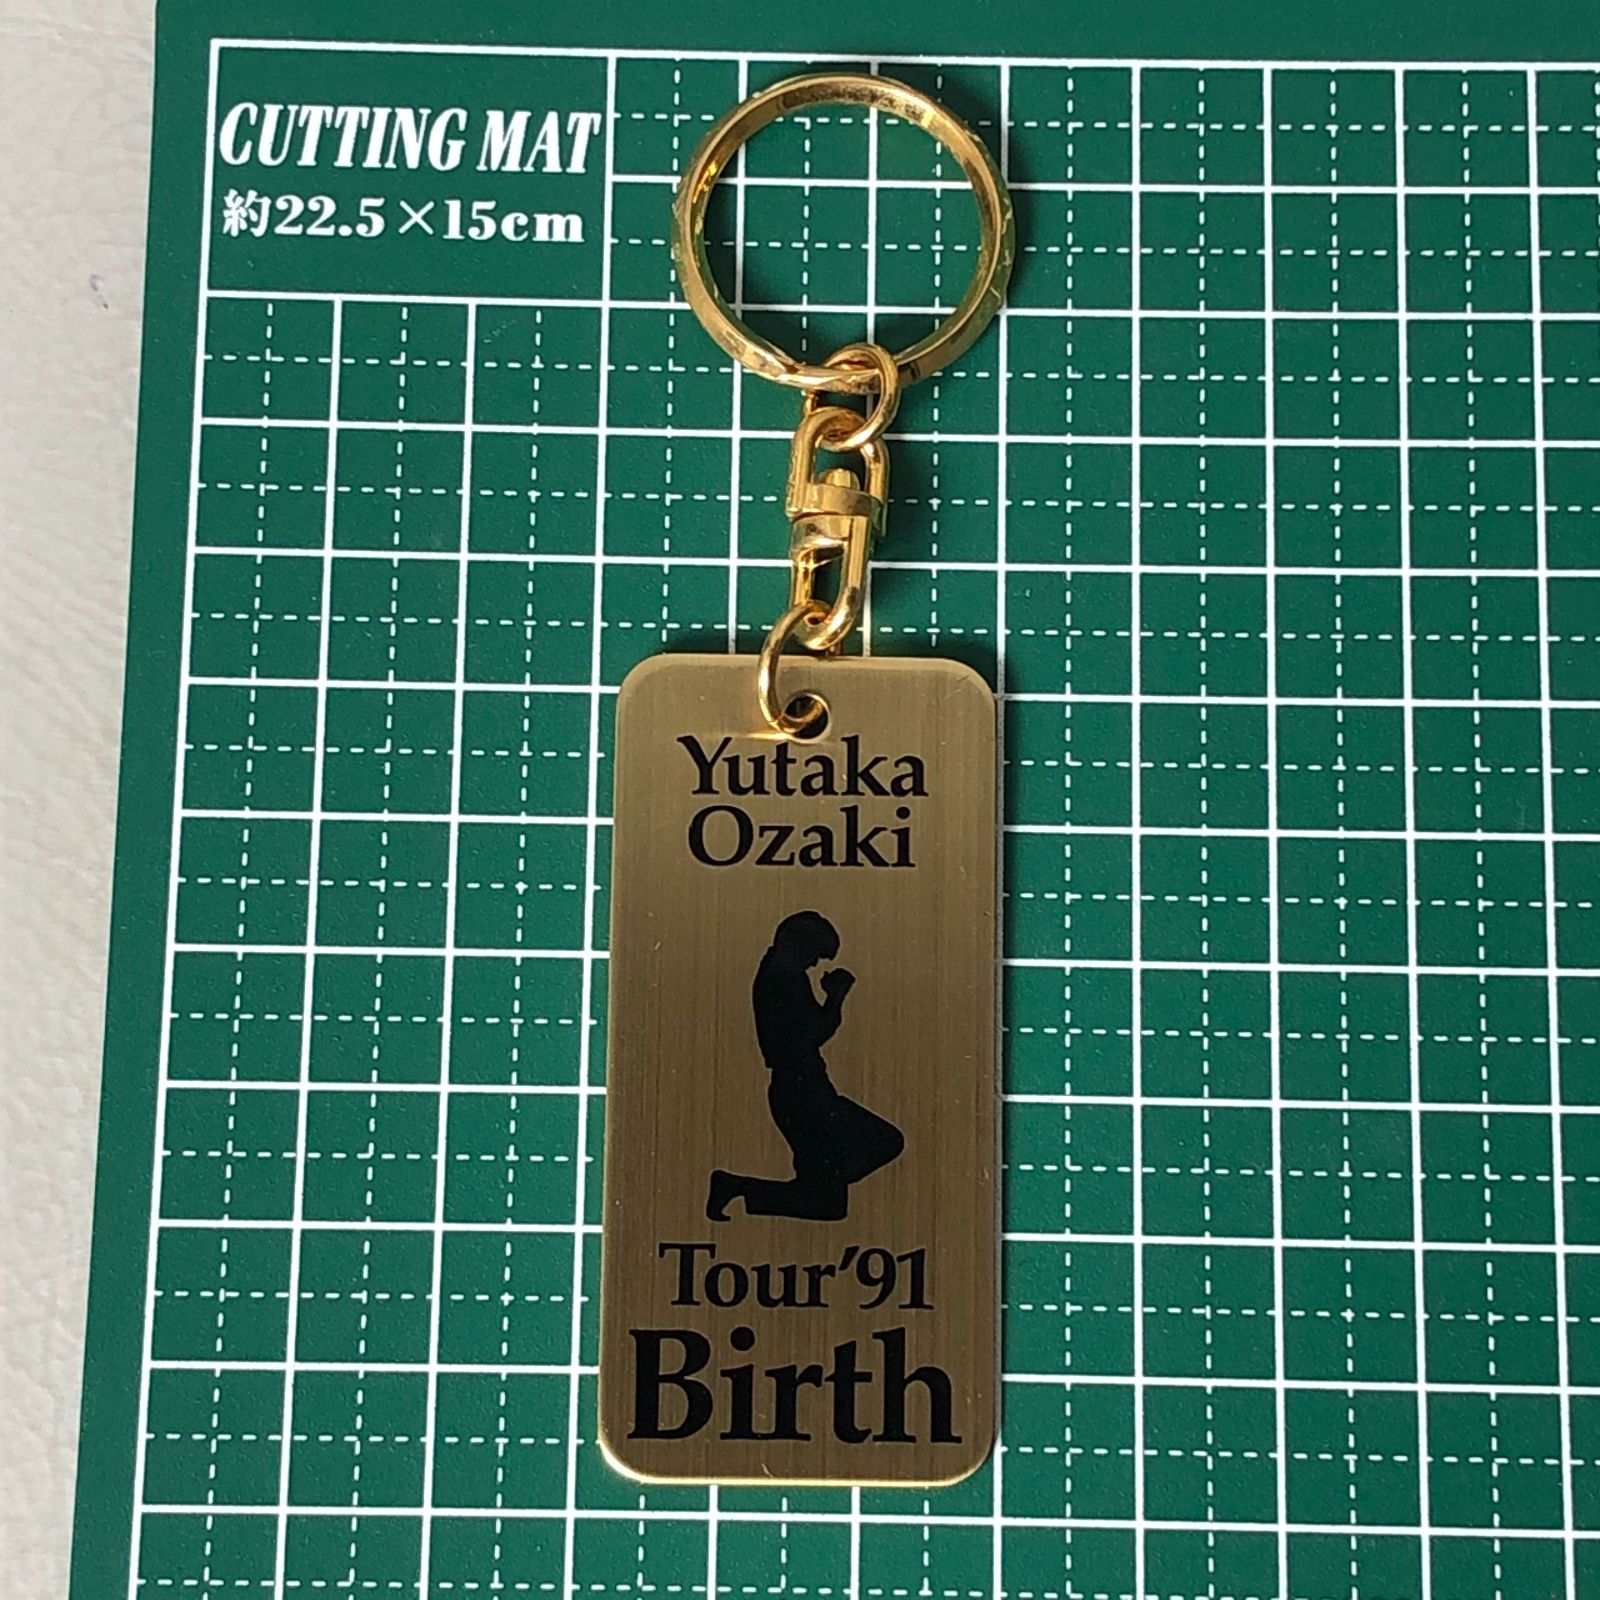 CUTTING MAT
約22.5×15cm
Yutaka
Ozaki
Tour'91
Birth